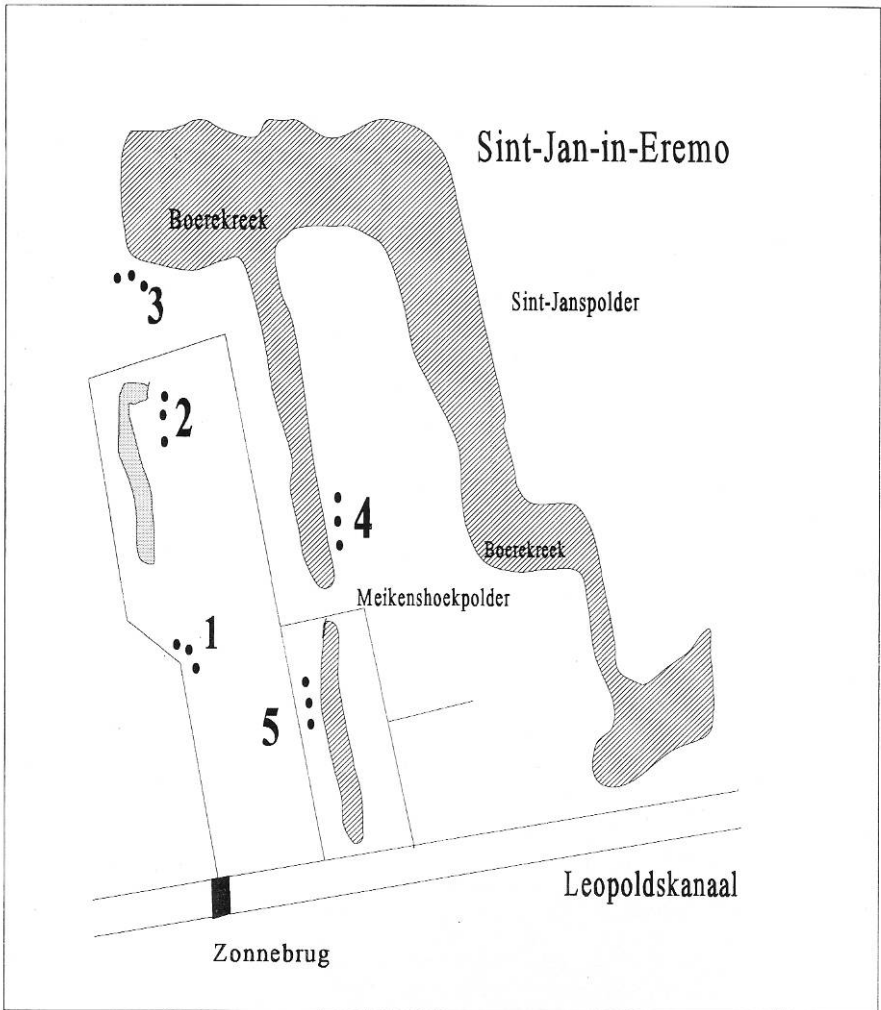 Sint-Jan-in-Eremo
Boerekreek
Sint-Janspolder
3
2
4
Boerekreek
Meikenshoekpolder
1
5
Leopoldskanaal
Zonnebrug